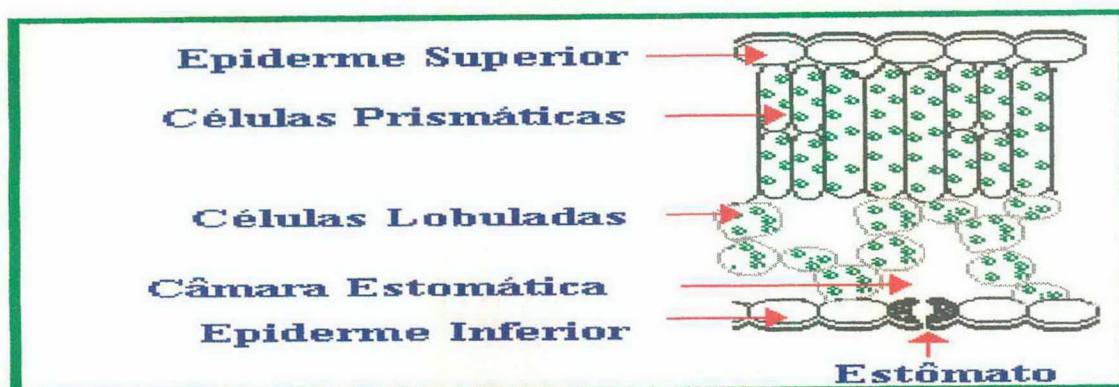 Epiderme Superior
Células Prismáticas
Células Lobuladas
Câmara Estomática
Epiderme Inferior
Estômato